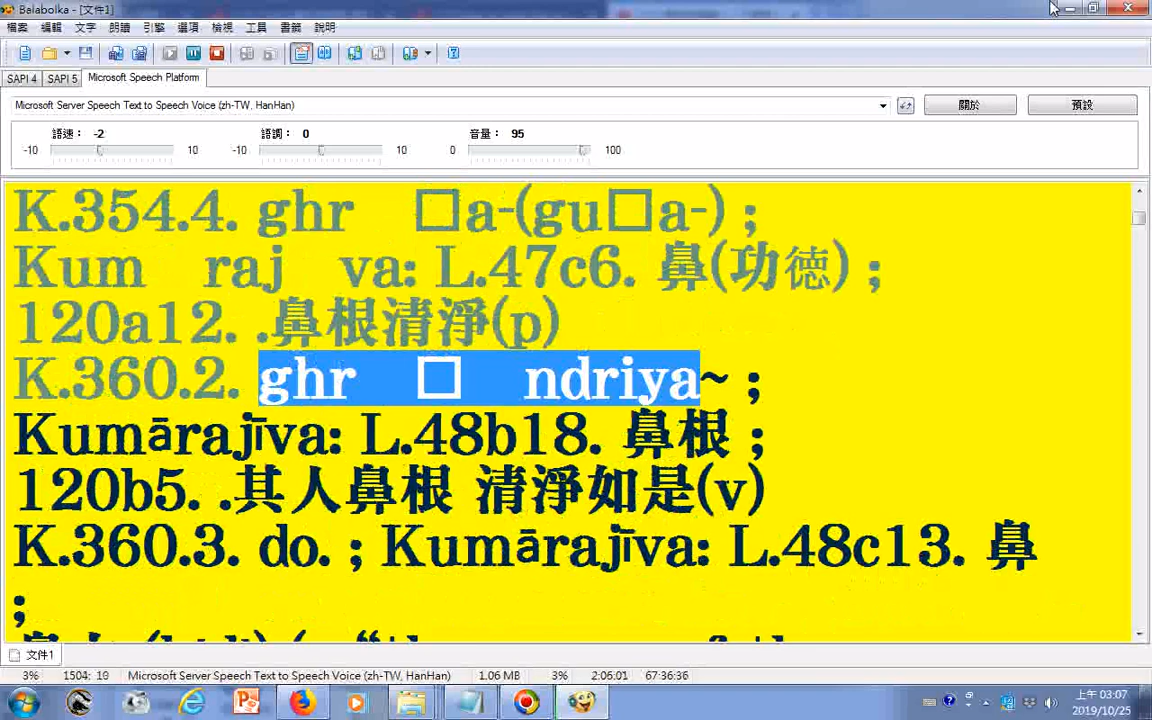 Balabolka - [文件1]
檔案 編輯 文字 朗讀 引擎 選項 檢視 工具 書籤 說明
SAPI 4 SAPI 5 Microsoft Speech Platform
Microsoft Server Speech Text to Speech Voice (zh-TW, HanHan) 關於 預設
語速： -2 語調： 0 音量： 95
-10 10 -10 10 0 100
K.354.4. ghr □a-(gu□a-) ;
Kum raj va: L.47c6. 鼻(功徳) ;
120a12. .鼻根清淨(p)
K.360.2. ghr □ ndriya~ ;
Kumārajīva: L.48b18. 鼻根 ;
120b5. .其人鼻根 清淨如是(v)
K.360.3. do. ; Kumārajīva: L.48c13. 鼻
;
文件1
3% 1504: 10 Microsoft Server Speech Text to Speech Voice (zh-TW, HanHan) 1.06 MB 3% 2:06:01 67:36:36
上午 03:07
2019/10/25